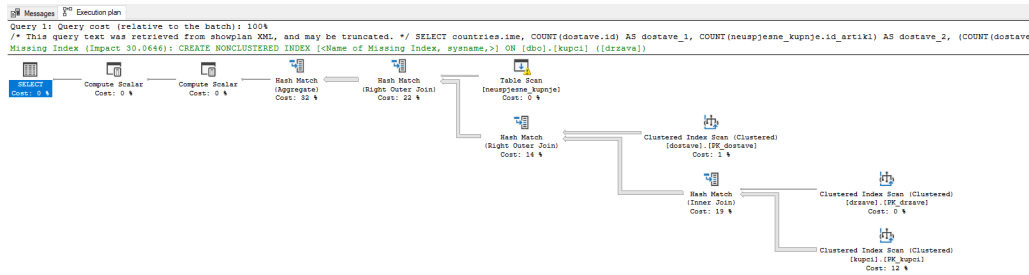 Messages Execution plan
Query 1: Query cost (relative to the batch): 100%
/* This query text was retrieved from showplan XML, and may be truncated. */ SELECT countries.ime, COUNT(dostave.id) AS dostave_1, COUNT(neuspjesne_kupnje.id_artikl) AS dostave_2, (COUNT(dostave
Missing Index (Impact 30.0646): CREATE NONCLUSTERED INDEX [<Name of Missing Index, sysname,>] ON [dbo].[kupci] ([drzava])
SELECT
Cost: 0 %
Compute Scalar
Cost: 0 %
Compute Scalar
Cost: 0 %
Hash Match
(Aggregate)
Cost: 32 %
Hash Match
(Right Outer Join)
Cost: 22 %
Table Scan
[neuspjesne_kupnje]
Cost: 0 %
Hash Match
(Right Outer Join)
Cost: 14 %
Clustered Index Scan (Clustered)
[dostave].[PK_dostave]
Cost: 1 %
Hash Match
(Inner Join)
Cost: 19 %
Clustered Index Scan (Clustered)
[drzave].[PK_drzave]
Cost: 0 %
Clustered Index Scan (Clustered)
[kupci].[PK_kupci]
Cost: 12 %